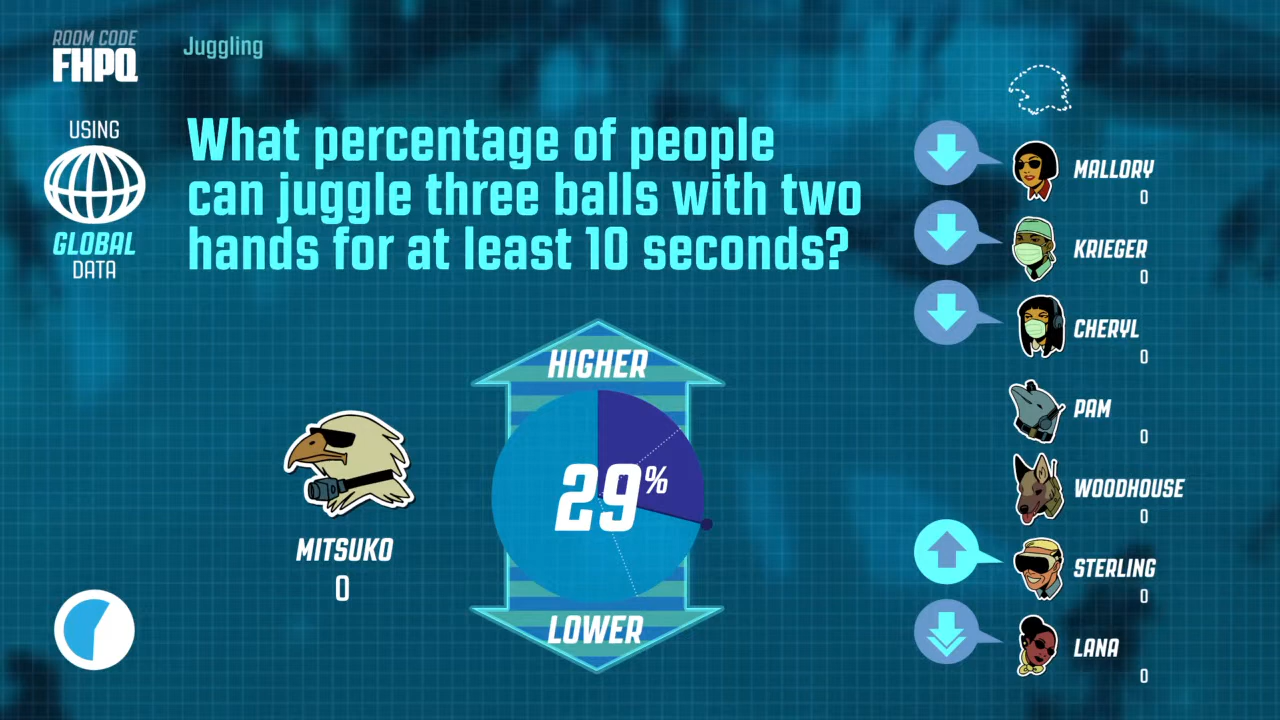 ROOM CODE
FHPQ
Juggling
USING
GLOBAL
DATA
What percentage of people
can juggle three balls with two
hands for at least 10 seconds?
HIGHER
29%
LOWER
MITSUKO
0
MALLORY
0
KRIEGER
0
CHERYL
0
PAM
0
WOODHOUSE
0
STERLING
0
LANA
0